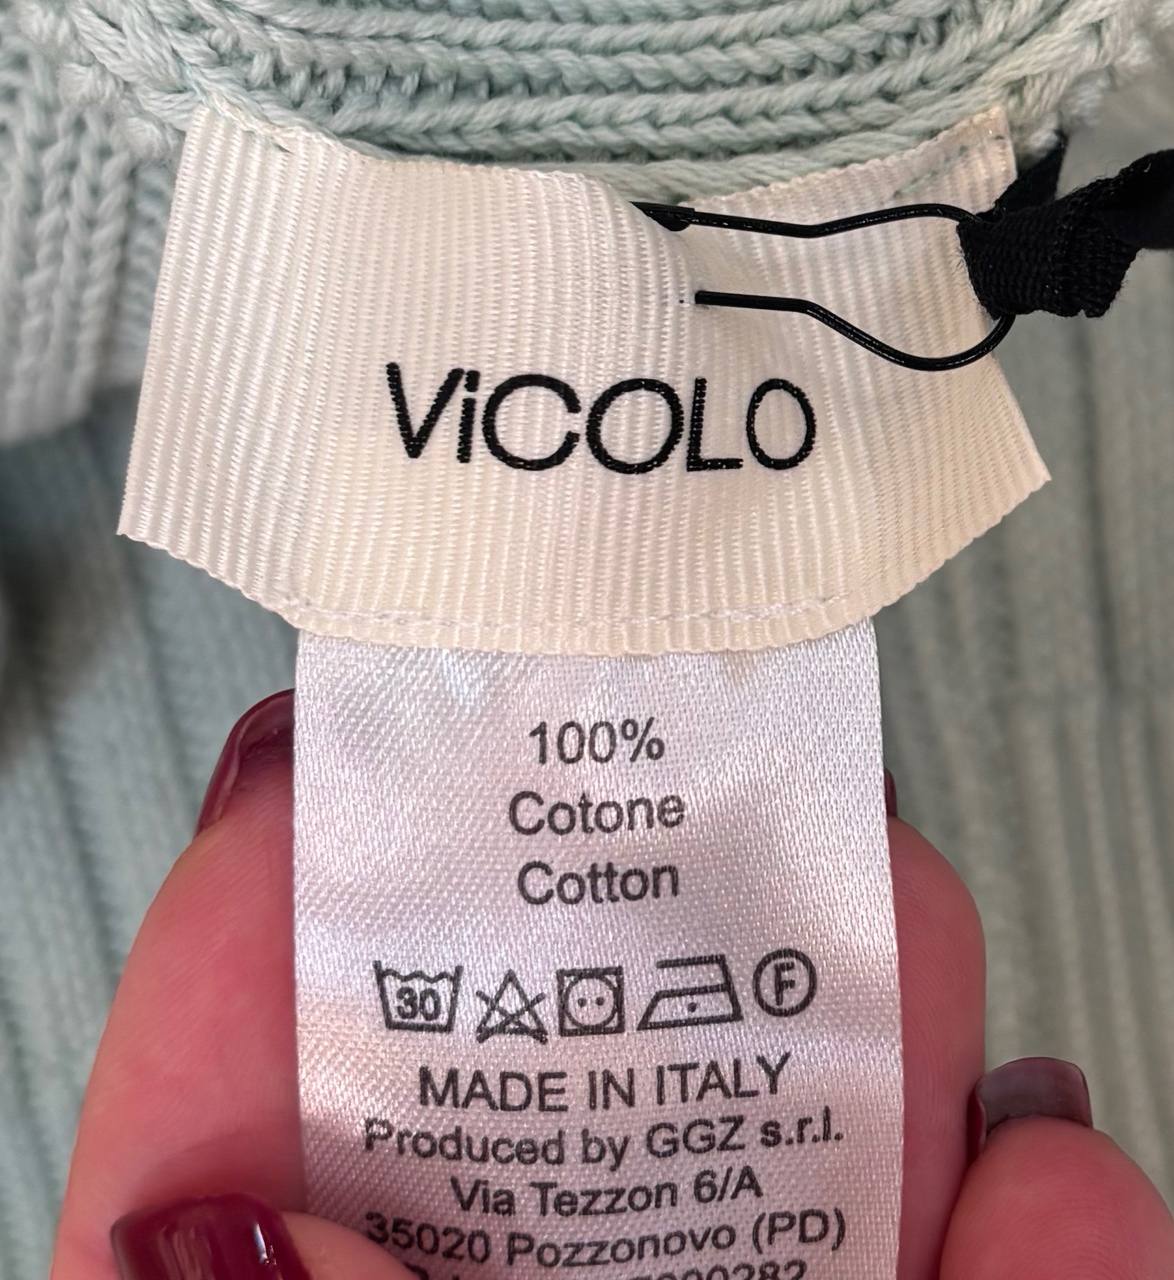 ViCOLO
100%
Cotone
Cotton
30 F
MADE IN ITALY
Produced by GGZ s.r.l.
Via Tezzon 6/A
35020 Pozzonovo (PD)